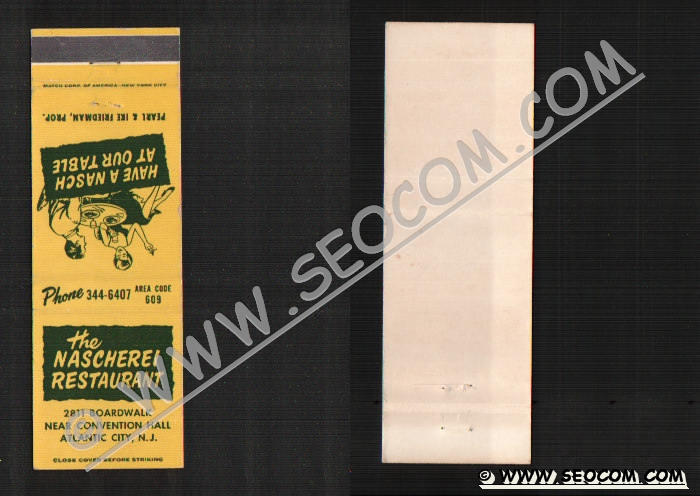 MATCH CORP. OF AMERICA - NEW YORK CITY
PEARL & IKE FRIEDMAN, PROP.
HAVE A NASCH
AT OUR TABLE
Phone 344-6407 AREA CODE
609
the
NASCHEREI
RESTAURANT
2811 BOARDWALK
NEAR CONVENTION HALL
ATLANTIC CITY, N.J.
CLOSE COVER BEFORE STRIKING
© WWW.SEOCOM.COM
© WWW.SEOCOM.COM